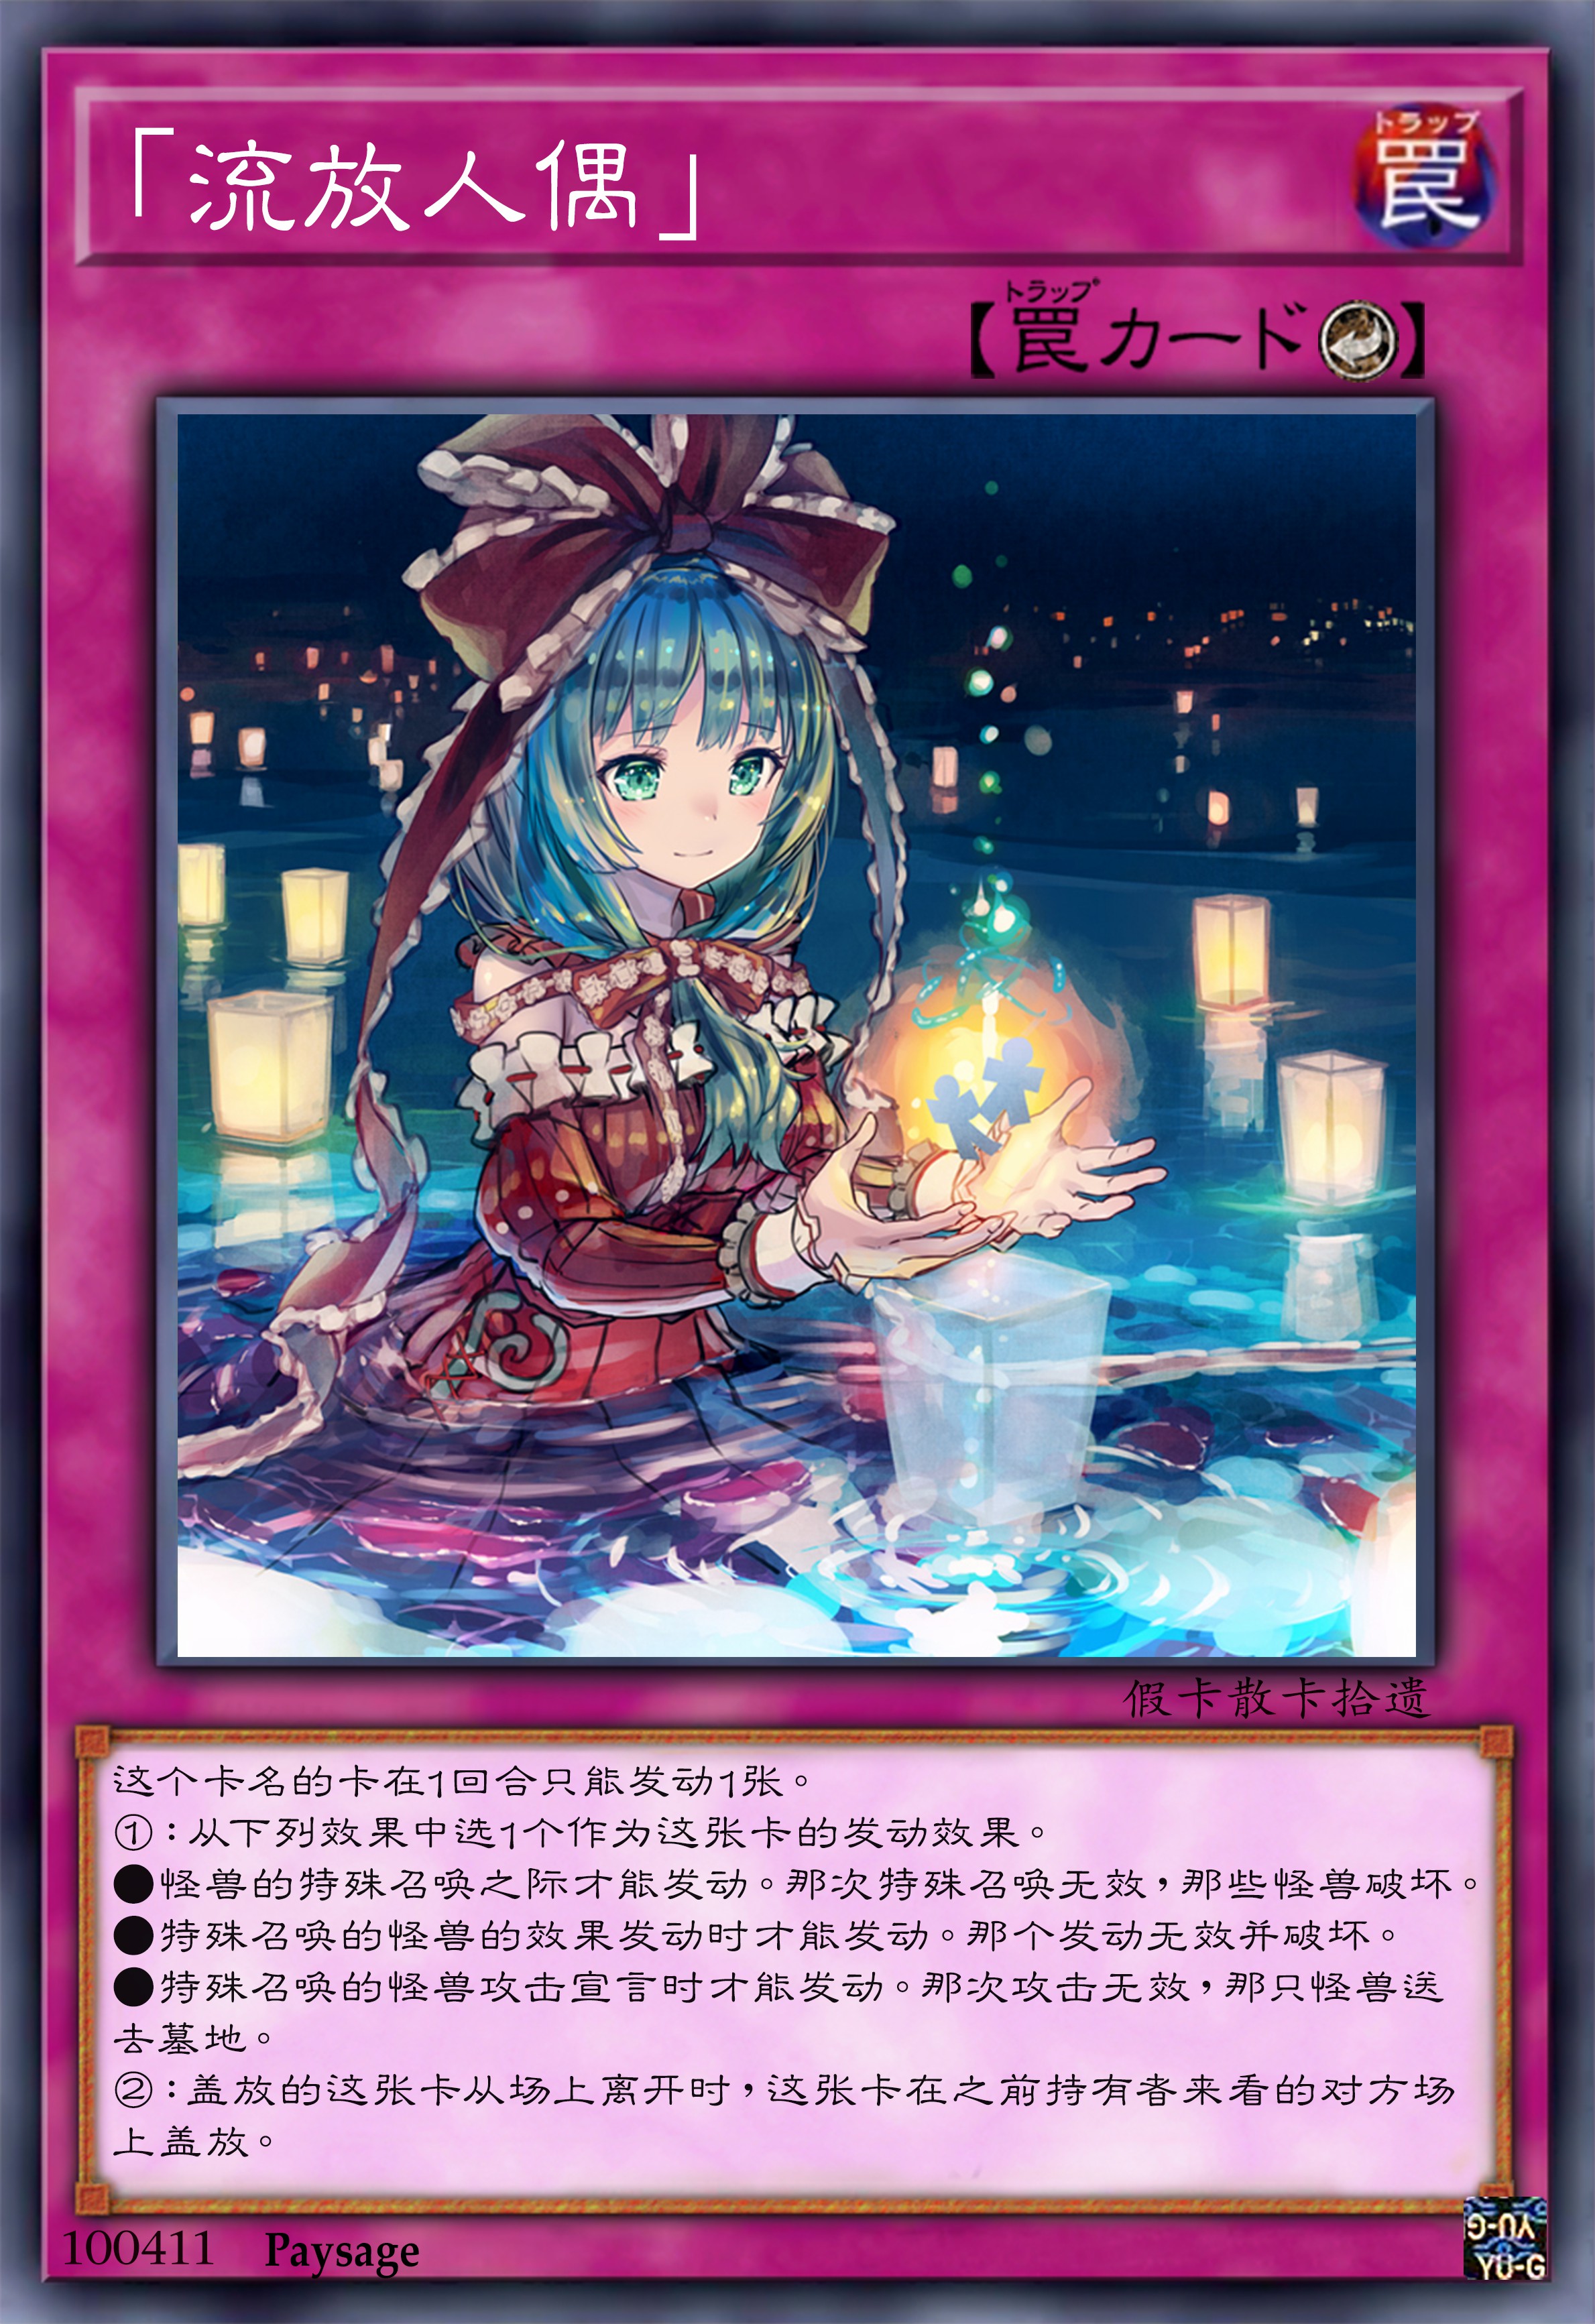 「流放人偶」
トラップ
罠
トラップ
【罠カード】
假卡散卡拾遗
这个卡名的卡在1回合只能发动1张。
①：从下列效果中选1个作为这张卡的发动效果。
●怪兽的特殊召唤之际才能发动。那次特殊召唤无效，那些怪兽破坏。
●特殊召唤的怪兽的效果发动时才能发动。那个发动无效并破坏。
●特殊召唤的怪兽攻击宣言时才能发动。那次攻击无效，那只怪兽送
去墓地。
②：盖放的这张卡从场上离开时，这张卡在之前持有者来看的对方场
上盖放。
100411 Paysage
YU-G
YU-G